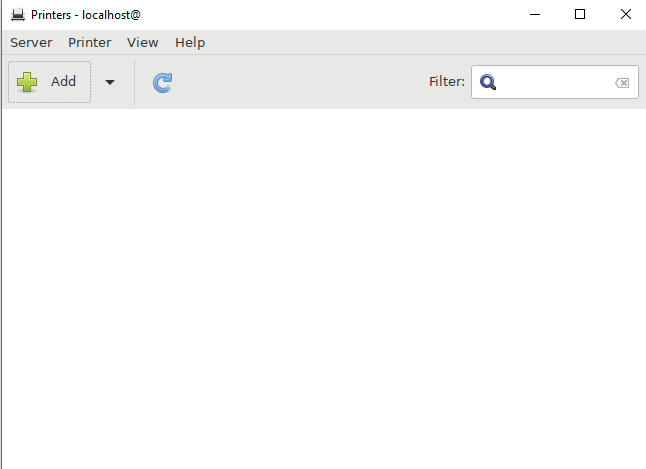 Printers - localhost@
Server Printer View Help
Add Filter: